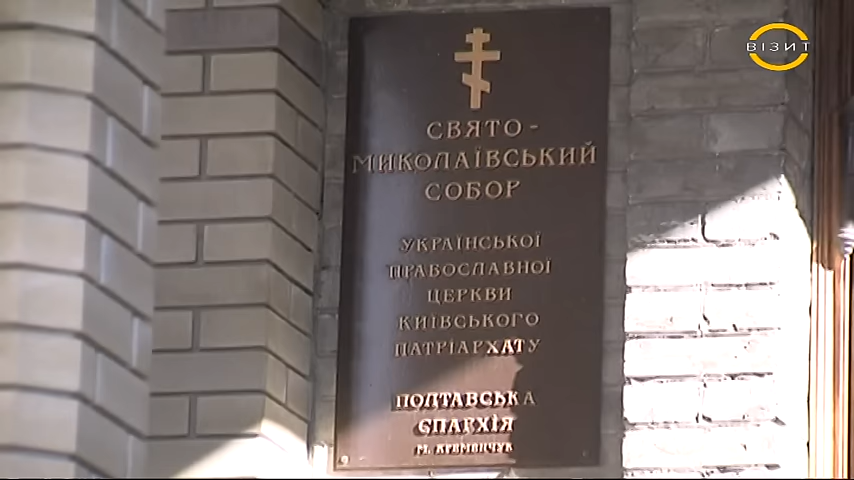 ВІЗИТ
СВЯТО-
МИКОЛАЇВСЬКИЙ
СОБОР
УКРАЇНСЬКОЇ
ПРАВОСЛАВНОЇ
ЦЕРКВИ
КИЇВСЬКОГО
ПАТРІАРХАТУ
ПОЛТАВСЬКА
ЄПАРХІЯ
М. КРЕМЕНЧУК